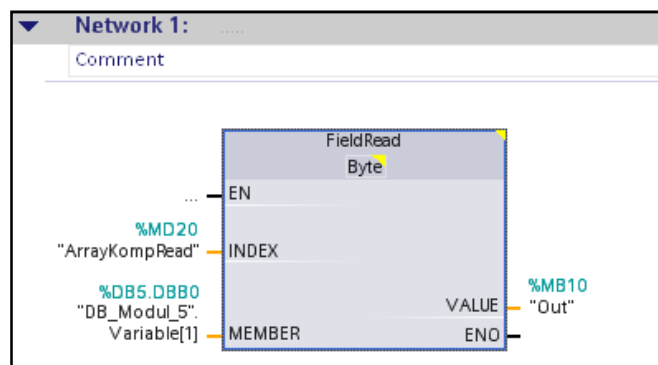 Network 1: .....
Comment
FieldRead
Byte
... EN
%MD20
"ArrayKompRead" INDEX
%DB5.DBB0
"DB_Modul_5".
Variable[1] MEMBER
VALUE
%MB10
"Out"
ENO